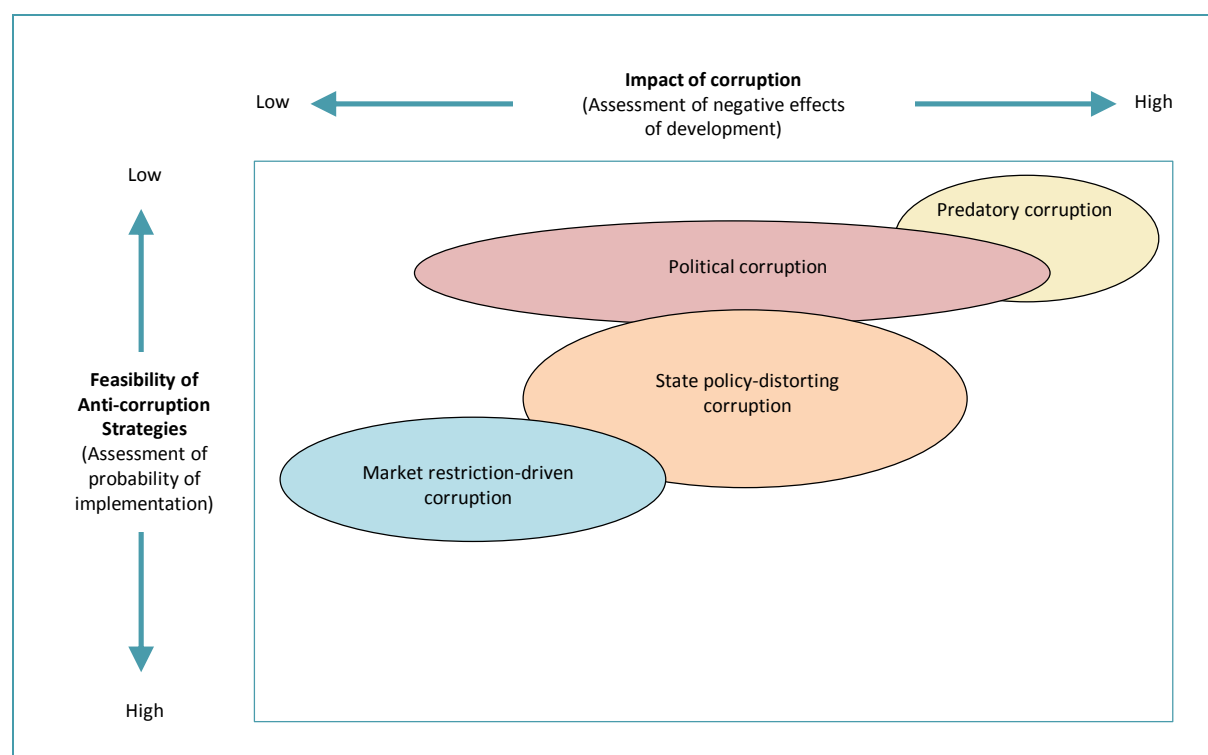 Impact of corruption
Low
(Assessment of negative effects
High
of development)
Low
Predatory corruption
Political corruption
Feasibility of
Anti-corruption
Strategies
(Assessment of
probability of
implementation)
State policy-distorting
corruption
Market restriction-driven
corruption
High